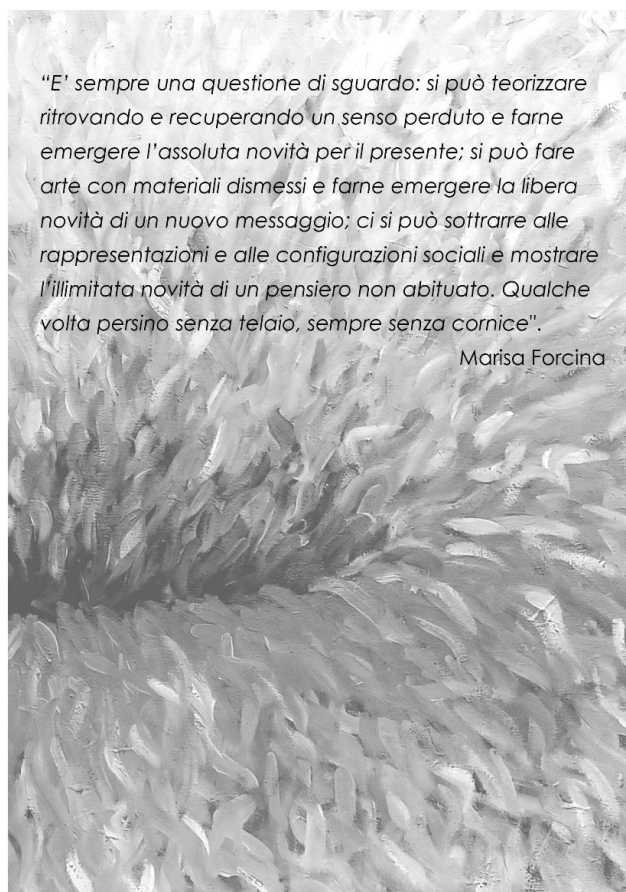 “E’ sempre una questione di sguardo: si può teorizzare
ritrovando e recuperando un senso perduto e farne
emergere l’assoluta novità per il presente; si può fare
arte con materiali dismessi e farne emergere la libera
novità di un nuovo messaggio; ci si può sottrarre alle
rappresentazioni e alle configurazioni sociali e mostrare
l’illimitata novità di un pensiero non abituato. Qualche
volta persino senza telaio, sempre senza cornice".
Marisa Forcina